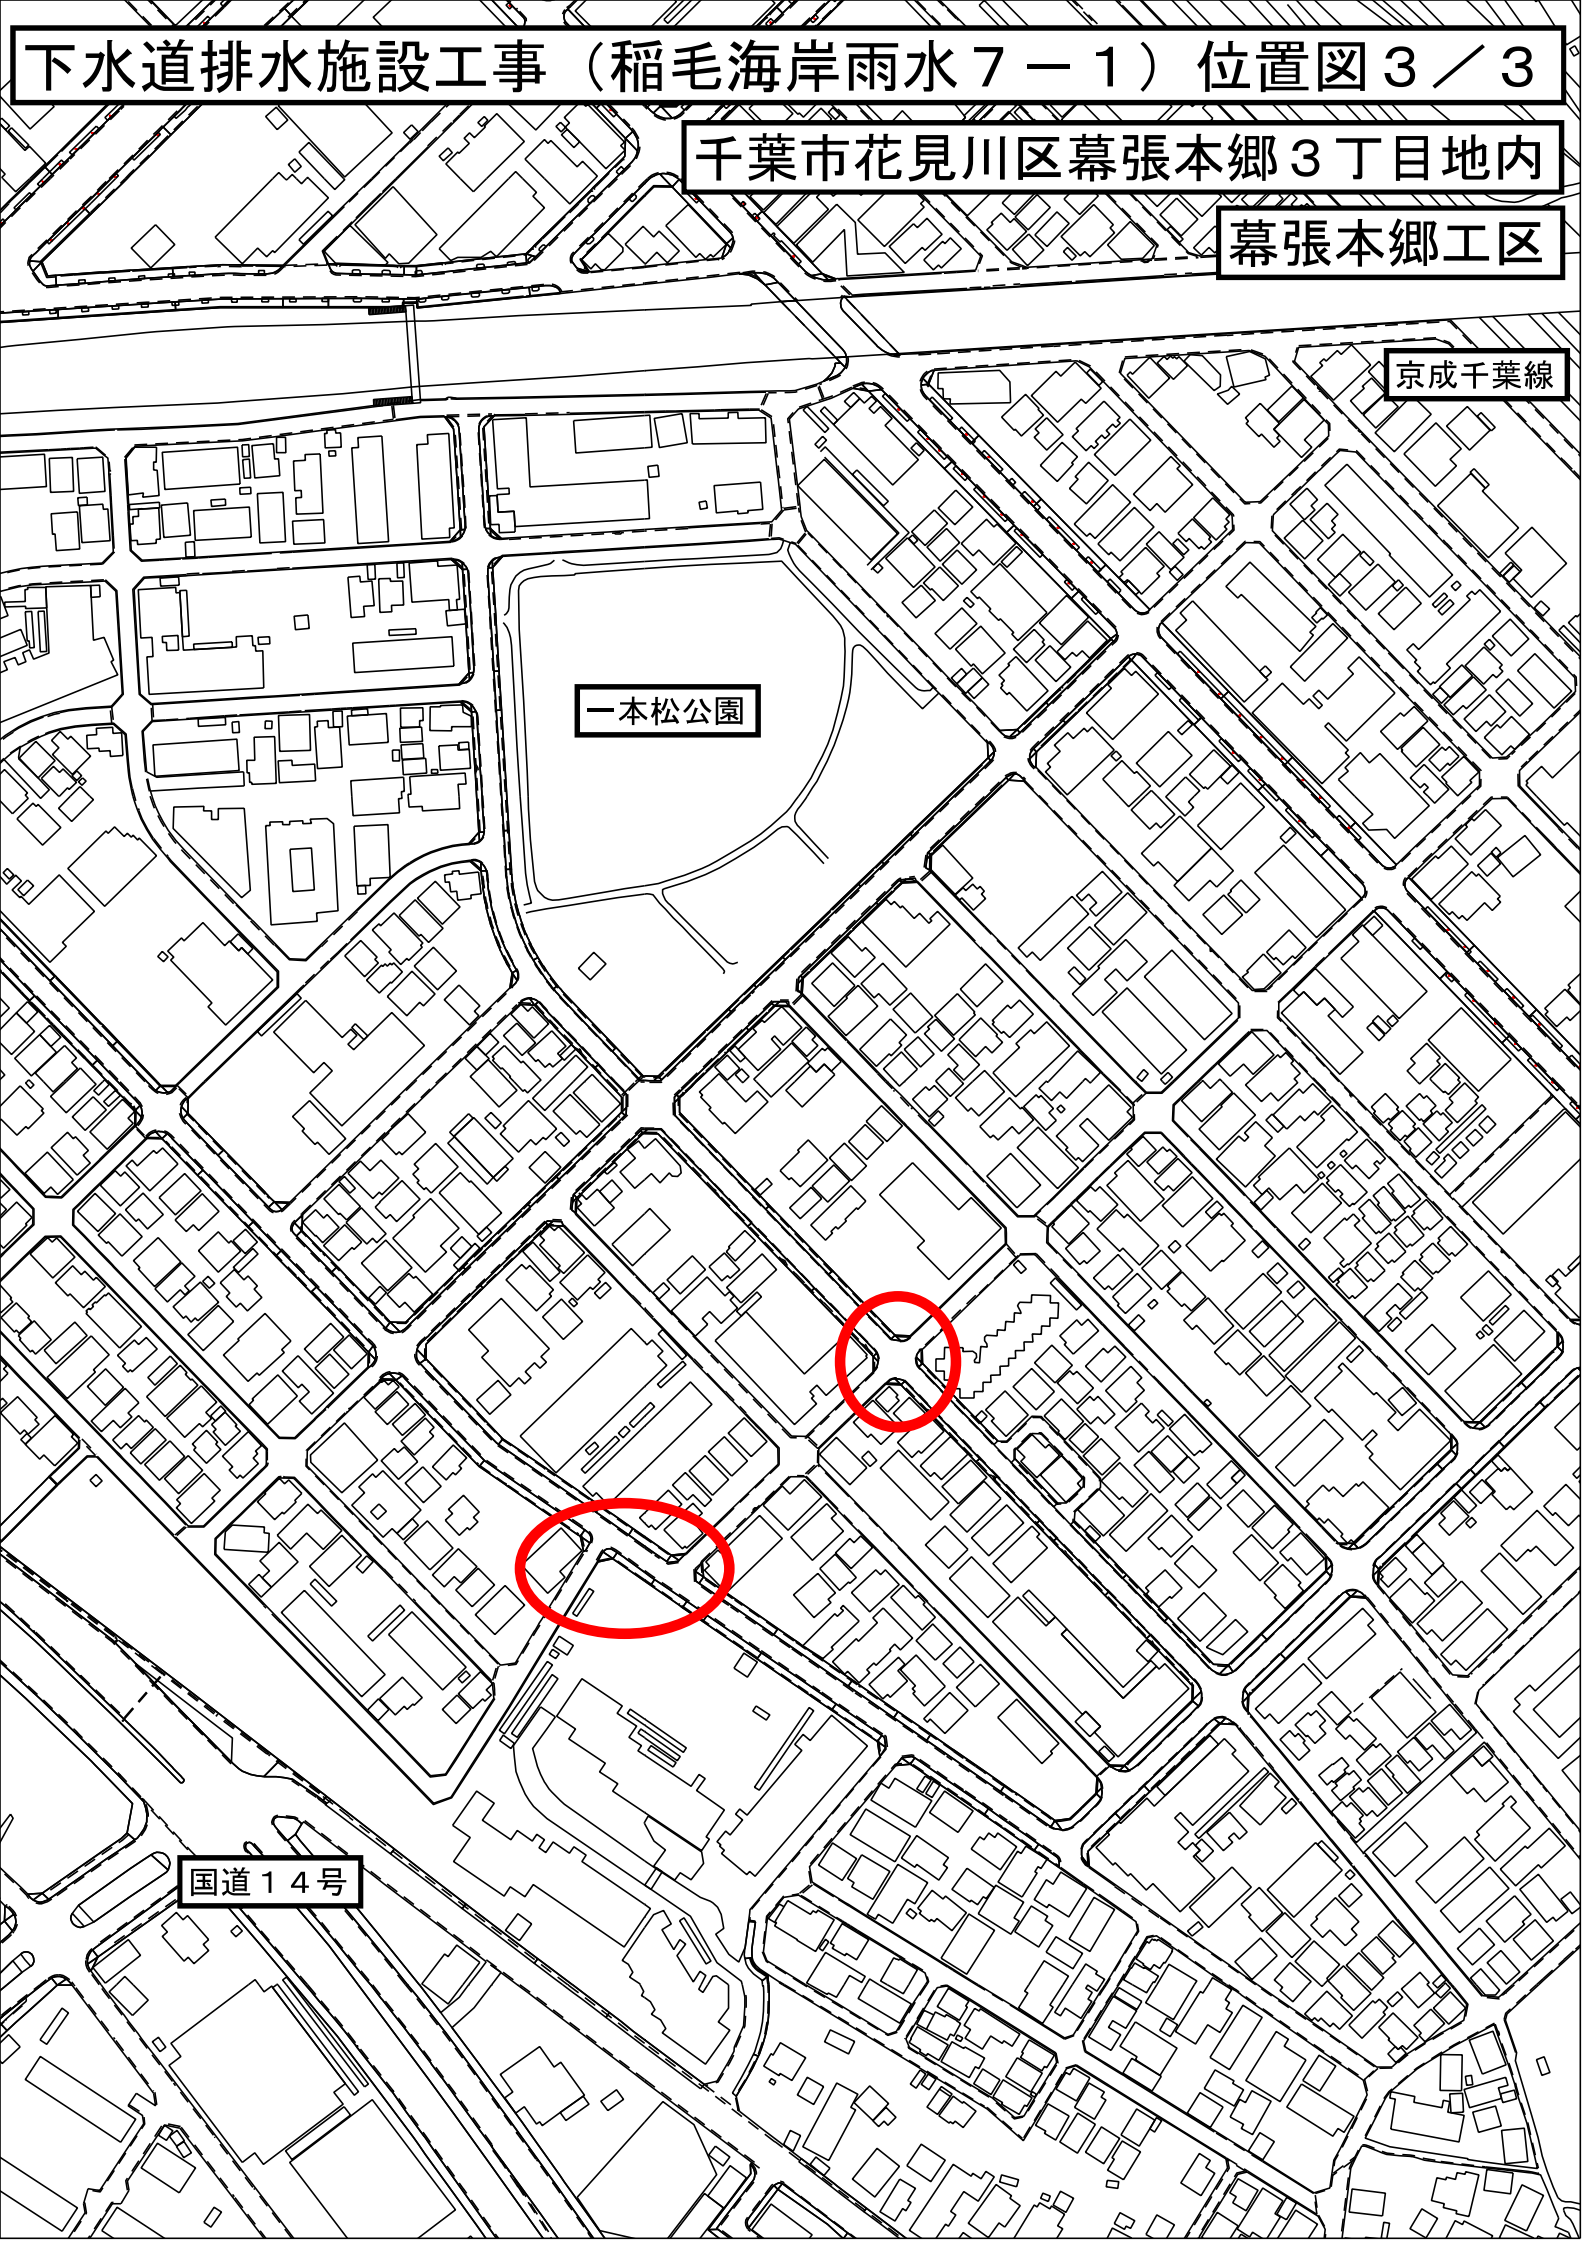 下水道排水施設工事（稲毛海岸雨水７－１）位置図３／３
千葉市花見川区幕張本郷３丁目地内
幕張本郷工区
京成千葉線
一本松公園
国道１４号